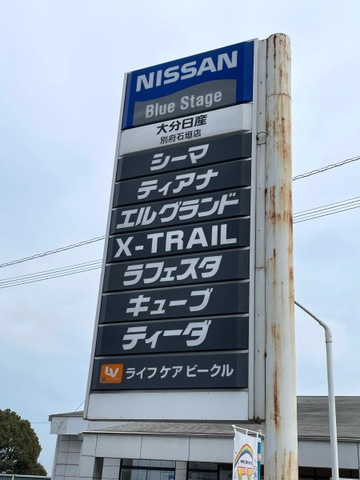 NISSAN
Blue Stage
大分日産
別府石垣店
シーマ
ティアナ
エルグランド
X-TRAIL
ラフェスタ
キューブ
ティーダ
LV ライフケアビークル